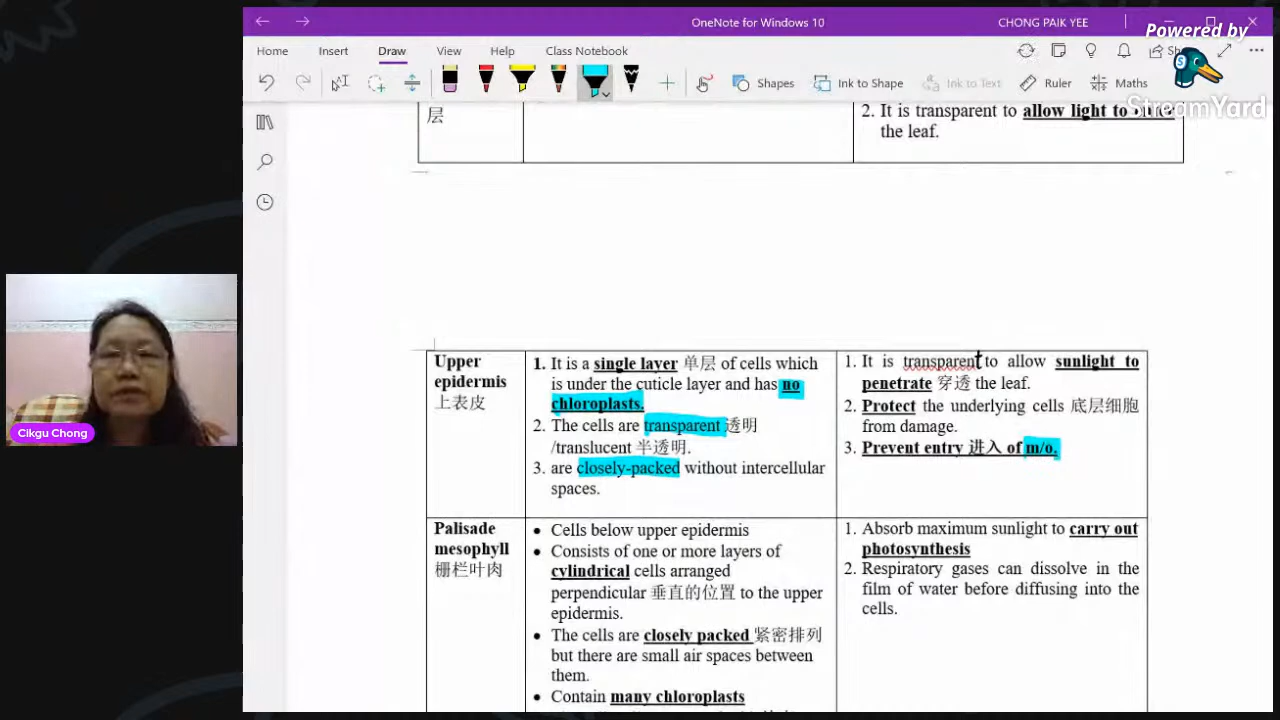 OneNote for Windows 10
CHONG PAIK YEE
Powered by
StreamYard
Home Insert Draw View Help Class Notebook
Shapes Ink to Shape Ink to Text Ruler Maths
层
2. It is transparent to allow light to
the leaf.
Upper
epidermis
上表皮
1. It is a single layer 单层 of cells which
is under the cuticle layer and has no
chloroplasts.
2. The cells are transparent 透明
/translucent 半透明.
3. are closely-packed without intercellular
spaces.
1. It is transparent to allow sunlight to
penetrate 穿透 the leaf.
2. Protect the underlying cells 底层细胞
from damage.
3. Prevent entry 进入 of m/o.
Palisade
mesophyll
栅栏叶肉
• Cells below upper epidermis
• Consists of one or more layers of
cylindrical cells arranged
perpendicular 垂直的位置 to the upper
epidermis.
• The cells are closely packed 紧密排列
but there are small air spaces between
them.
• Contain many chloroplasts
1. Absorb maximum sunlight to carry out
photosynthesis
2. Respiratory gases can dissolve in the
film of water before diffusing into the
cells.
Cikgu Chong